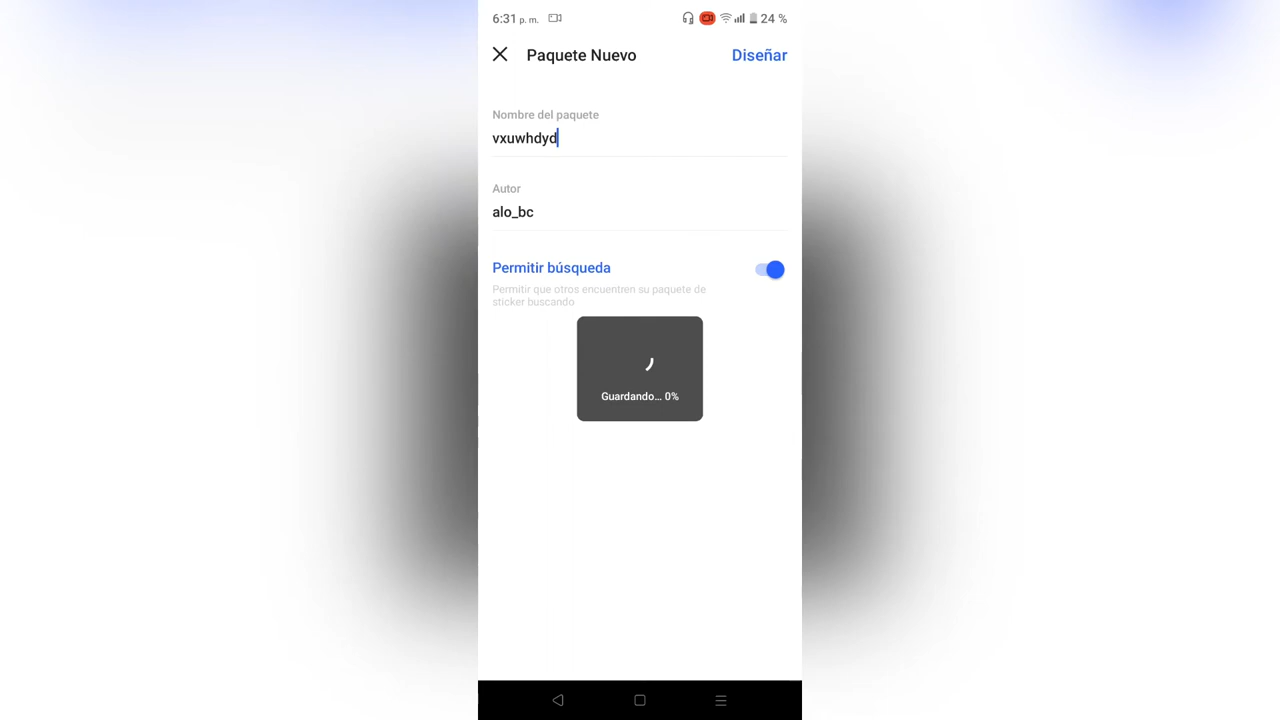 6:31 p. m. 24 %
Paquete Nuevo Diseñar
Nombre del paquete
vxuwhdyd
Autor
alo_bc
Permitir búsqueda
Permitir que otros encuentren su paquete de
sticker buscando
Guardando... 0%